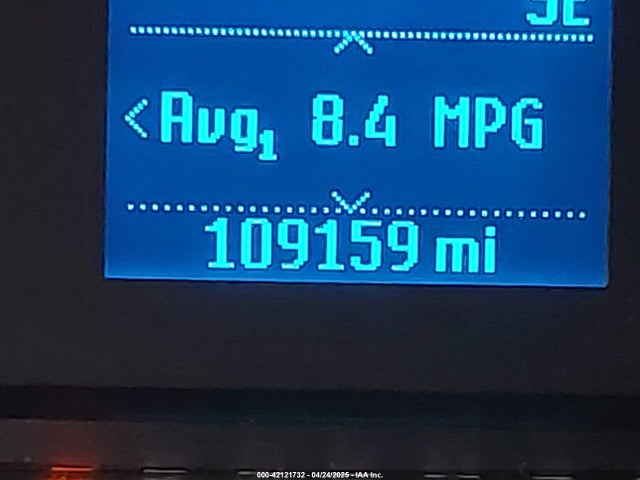 <Avg1 8.4 MPG
109159 mi
000-42121732 - 04/24/2025 - IAA Inc.